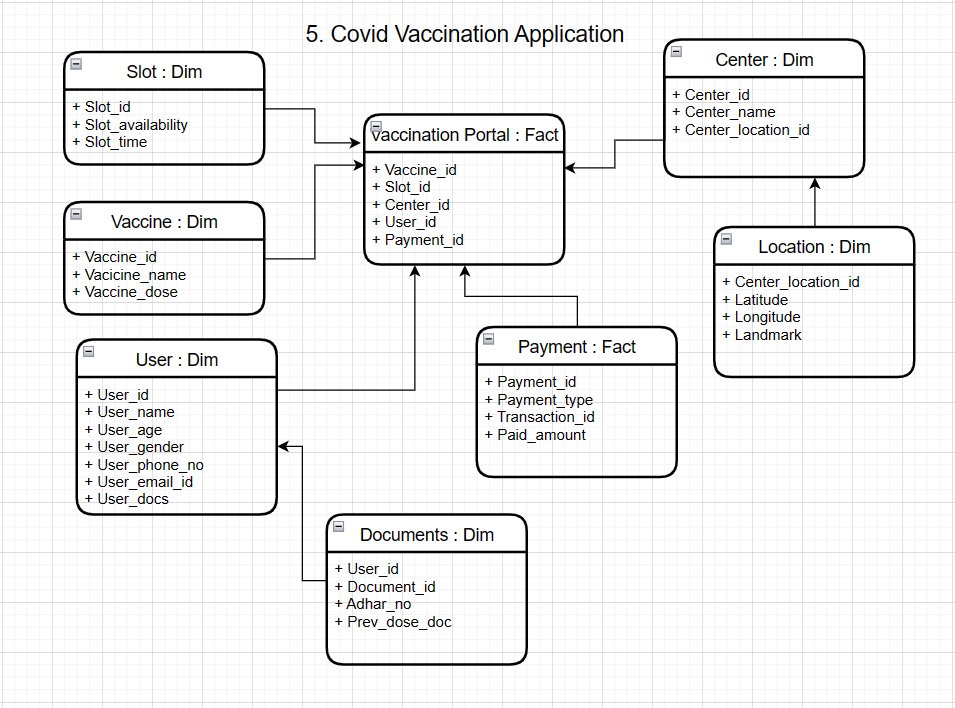 5. Covid Vaccination Application
Slot : Dim
+ Slot_id
+ Slot_availability
+ Slot_time
Vaccination Portal : Fact
+ Vaccine_id
+ Slot_id
+ Center_id
+ User_id
+ Payment_id
Center : Dim
+ Center_id
+ Center_name
+ Center_location_id
Vaccine : Dim
+ Vaccine_id
+ Vacicine_name
+ Vaccine_dose
Location : Dim
+ Center_location_id
+ Latitude
+ Longitude
+ Landmark
User : Dim
+ User_id
+ User_name
+ User_age
+ User_gender
+ User_phone_no
+ User_email_id
+ User_docs
Payment : Fact
+ Payment_id
+ Payment_type
+ Transaction_id
+ Paid_amount
Documents : Dim
+ User_id
+ Document_id
+ Adhar_no
+ Prev_dose_doc